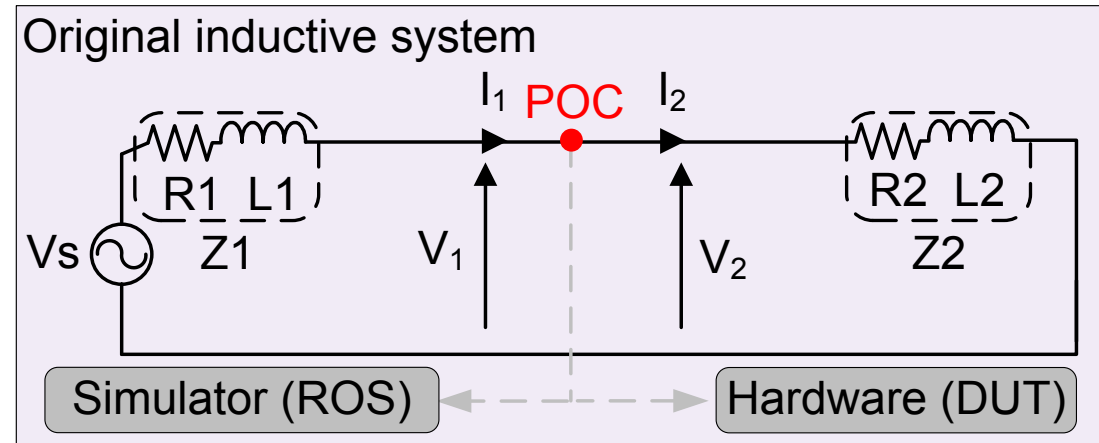 Original inductive system
I₁ POC I₂
R1 L1
R2 L2
Vs Z1 V₁ V₂ Z2
Simulator (ROS) Hardware (DUT)